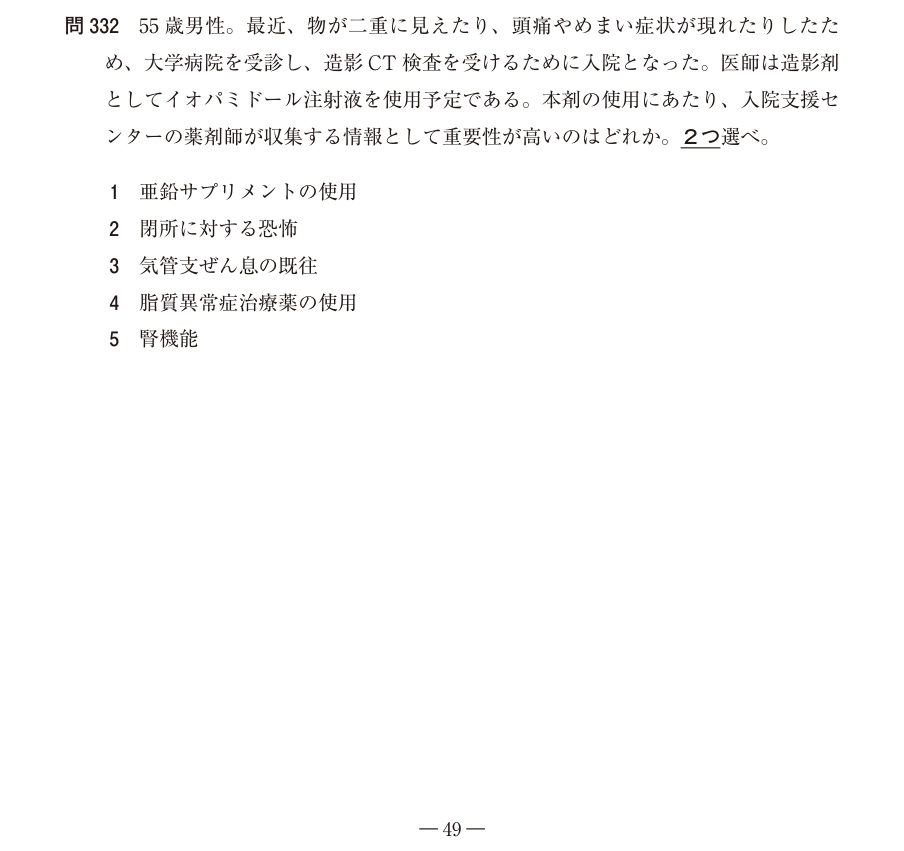 問 332 55 歳男性。最近、物が二重に見えたり、頭痛やめまい症状が現れたりしたた
め、大学病院を受診し、造影 CT 検査を受けるために入院となった。医師は造影剤
としてイオパミドール注射液を使用予定である。本剤の使用にあたり、入院支援セ
ンターの薬剤師が収集する情報として重要性が高いのはどれか。2つ選べ。
1 亜鉛サプリメントの使用
2 閉所に対する恐怖
3 気管支ぜん息の既往
4 脂質異常症治療薬の使用
5 腎機能
— 49 —